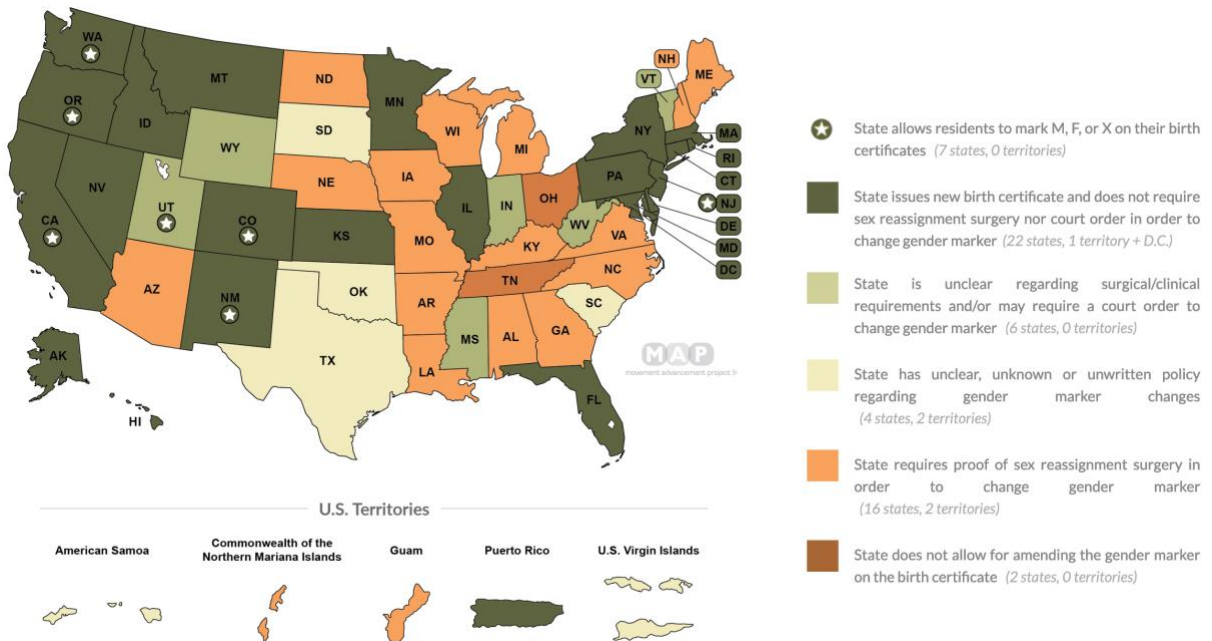 WA
OR
CA
NV
ID
MT
WY
UT
CO
AZ
NM
ND
SD
NE
KS
OK
TX
MN
IA
MO
AR
LA
WI
IL
MI
IN
OH
KY
TN
MS
AL
GA
FL
SC
NC
VA
WV
PA
NY
VT
NH
ME
MA
RI
CT
NJ
DE
MD
DC
AK
HI
MAP
movement advancement project
State allows residents to mark M, F, or X on their birth
certificates (7 states, 0 territories)
State issues new birth certificate and does not require
sex reassignment surgery nor court order in order to
change gender marker (22 states, 1 territory + D.C.)
State is unclear regarding surgical/clinical
requirements and/or may require a court order to
change gender marker (6 states, 0 territories)
State has unclear, unknown or unwritten policy
regarding gender marker changes
(4 states, 2 territories)
State requires proof of sex reassignment surgery in
order to change gender marker
(16 states, 2 territories)
State does not allow for amending the gender marker
on the birth certificate (2 states, 0 territories)
U.S. Territories
American Samoa
Commonwealth of the
Northern Mariana Islands
Guam
Puerto Rico
U.S. Virgin Islands